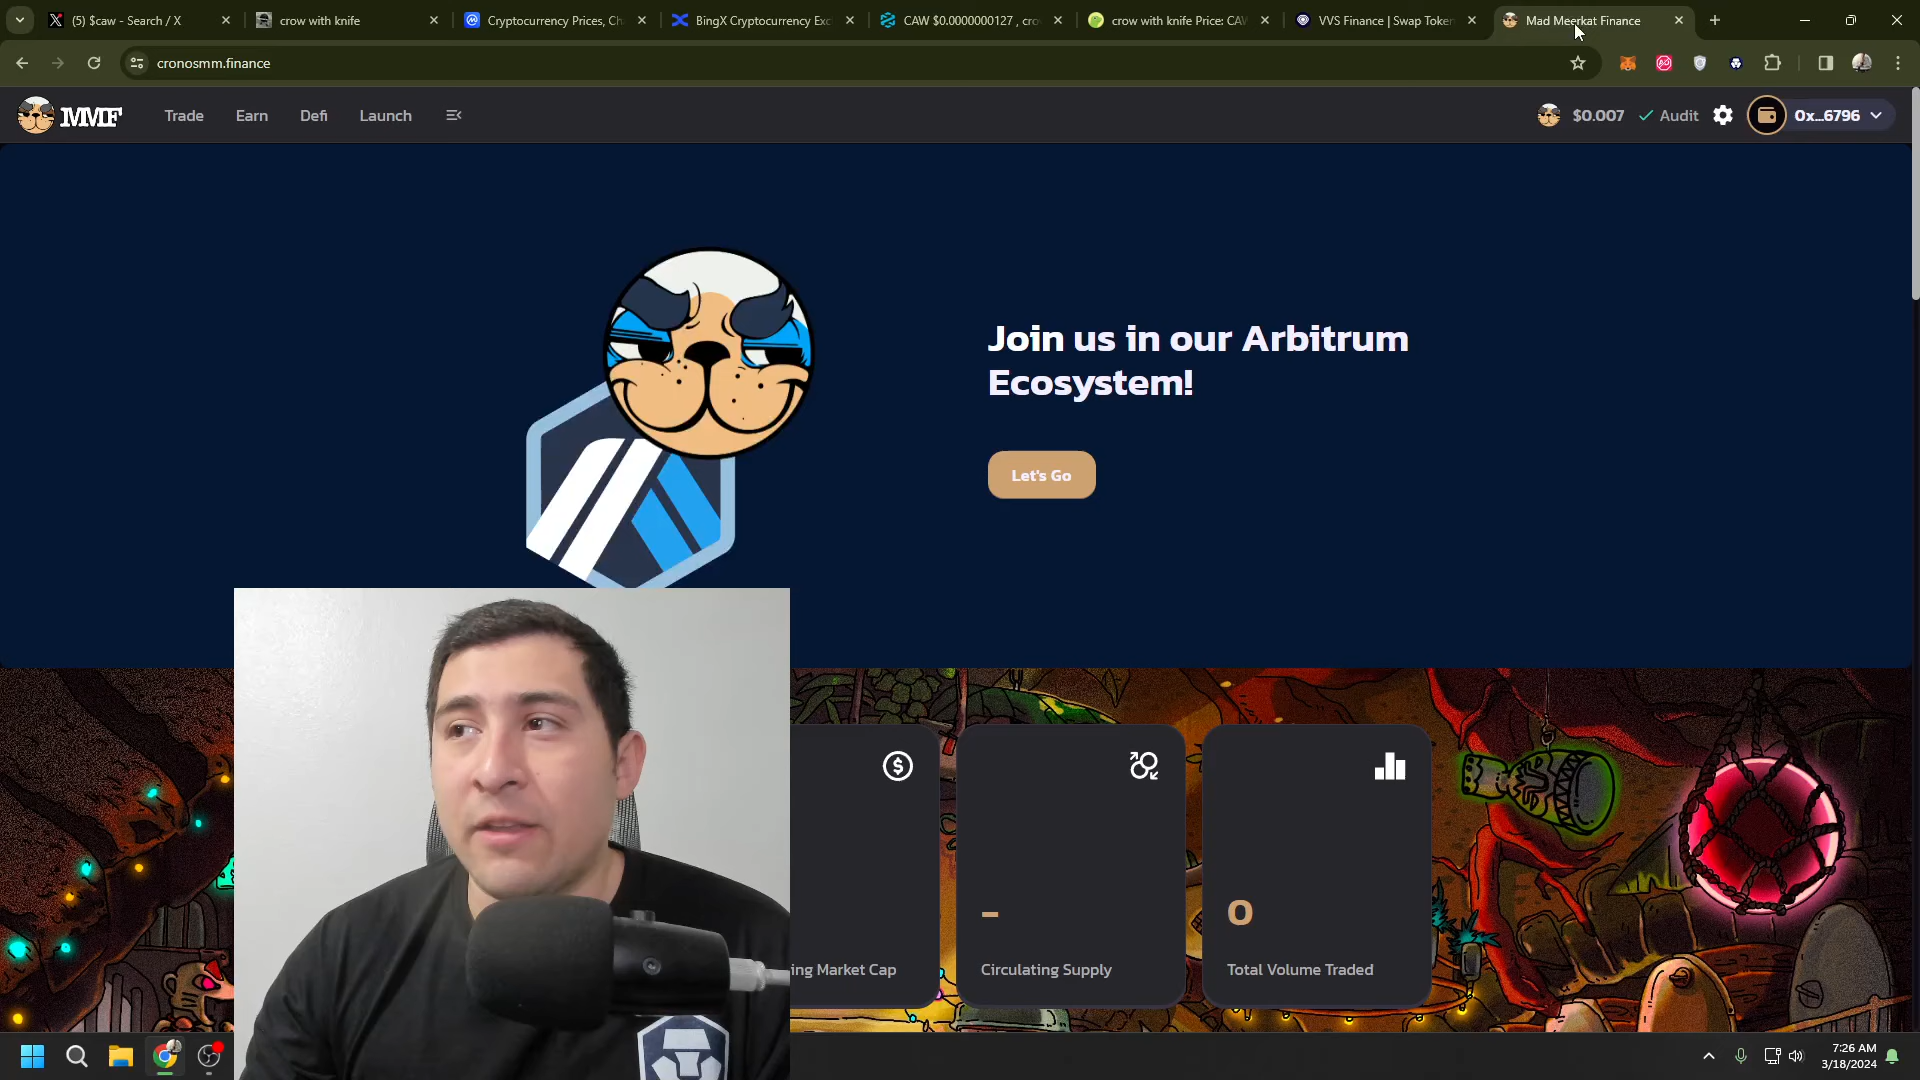 (5) $caw - Search / X
crow with knife
Cryptocurrency Prices, Ch
BingX Cryptocurrency Exc
CAW $0.0000000127 , cro
crow with knife Price: CAW
VVS Finance | Swap Token
Mad Meerkat Finance
cronosmm.finance
MMF
Trade
Earn
Defi
Launch
$0.007
Audit
0x...6796
Join us in our Arbitrum
Ecosystem!
Let's Go
-
0
ing Market Cap
Circulating Supply
Total Volume Traded
7:26 AM
3/18/2024